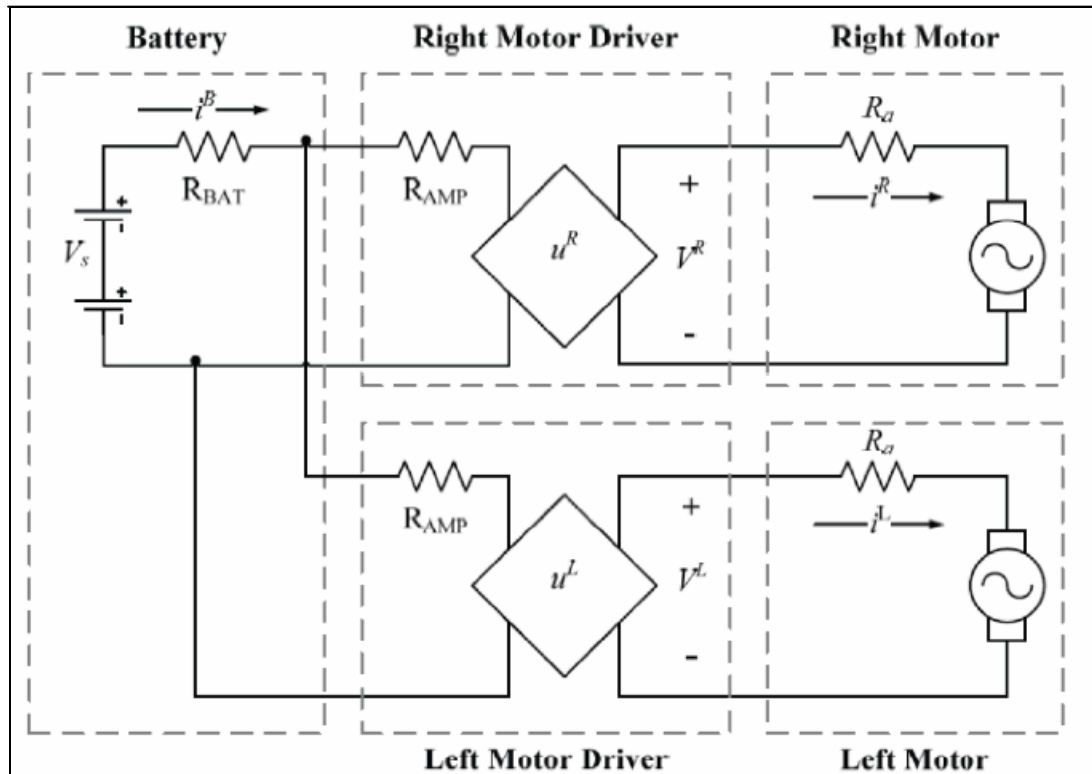 Battery
Right Motor Driver
Right Motor
i^B
R_BAT
V_s
R_AMP
u^R
+
V^R
-
R_a
i^R
R_AMP
u^L
+
V^L
-
R_a
i^L
Left Motor Driver
Left Motor